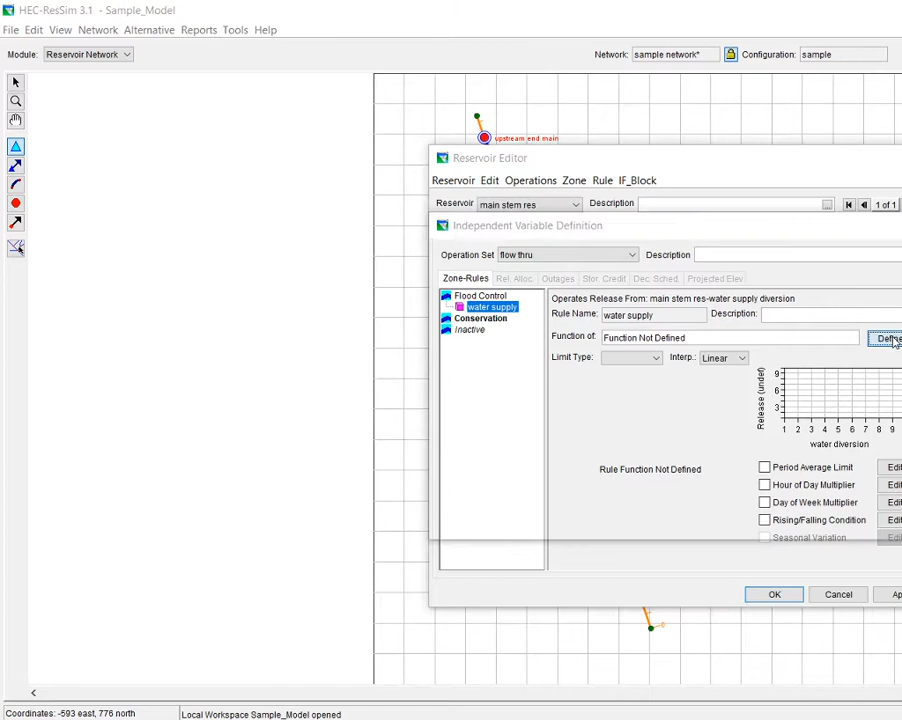 HEC-ResSim 3.1 - Sample_Model
File Edit View Network Alternative Reports Tools Help
Module: Reservoir Network Network: sample network* Configuration: sample
upstream end main
Reservoir Editor
Reservoir Edit Operations Zone Rule IF_Block
Reservoir main stem res Description ... 1 of 1
Independent Variable Definition
Operation Set flow thru Description
Zone-Rules Rel. Alloc. Outages Stor. Credit Dec. Sched. Projected Elev
Flood Control
water supply
Conservation
Inactive
Operates Release From: main stem res-water supply diversion
Rule Name: water supply Description:
Function of: Function Not Defined Define
Limit Type: Interp.: Linear
Release (undef)
9
6
3
1 2 3 4 5 6 7 8 9
water diversion
Rule Function Not Defined
Period Average Limit Edit
Hour of Day Multiplier Edit
Day of Week Multiplier Edit
Rising/Falling Condition Edit
Seasonal Variation Edit
OK Cancel Ap
Coordinates: -593 east, 776 north Local Workspace Sample_Model opened